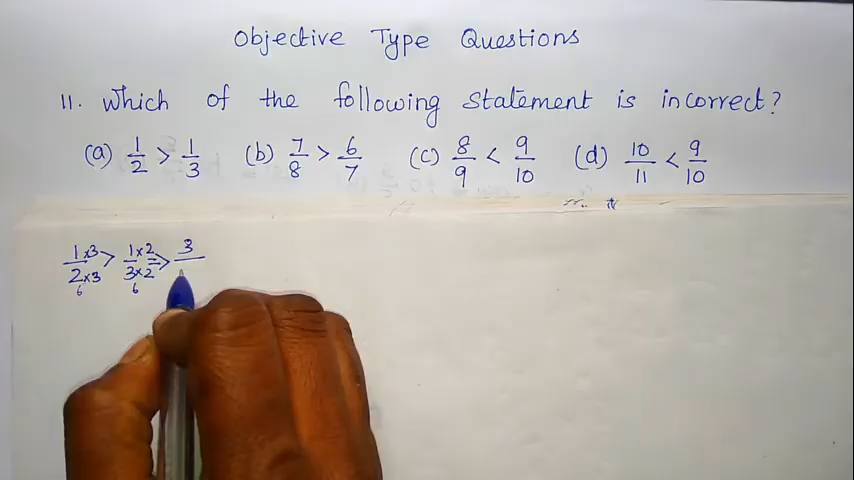 Objective Type Questions
11. Which of the following statement is incorrect?
(a) 1/2 > 1/3 (b) 7/8 > 6/7 (c) 8/9 < 9/10 (d) 10/11 < 9/10
1×3/2×3 > 1×2/3×2 ⇒ 3
6 6